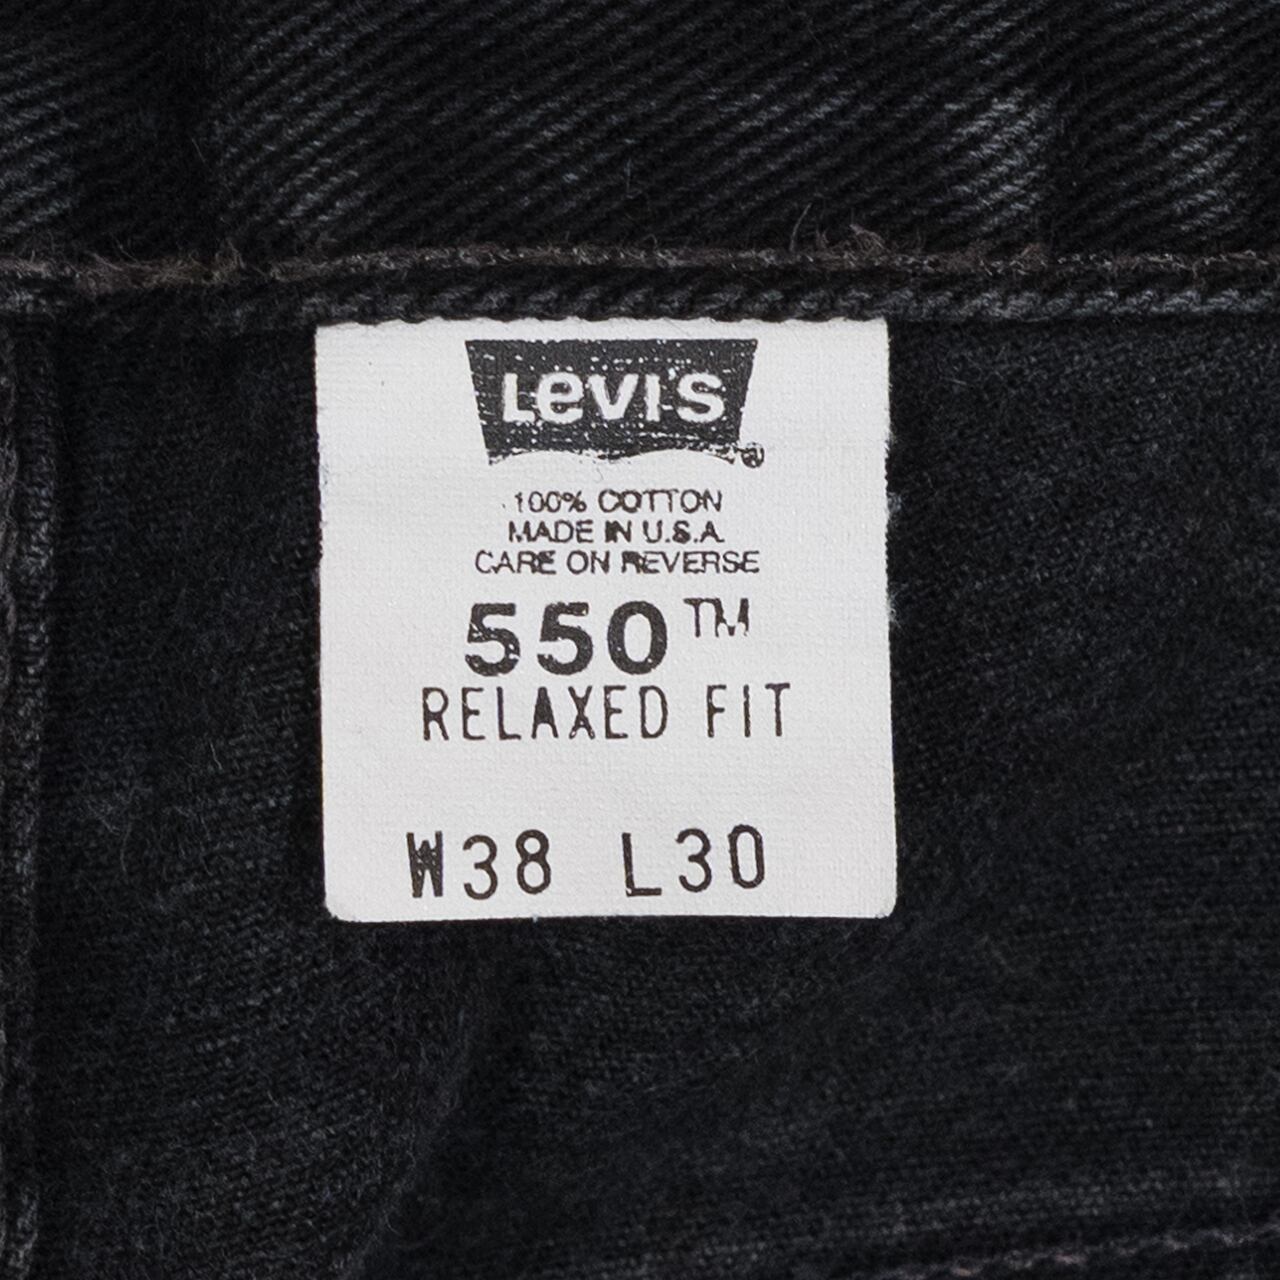 LEVI'S®
100% COTTON
MADE IN U.S.A.
CARE ON REVERSE
550™
RELAXED FIT
W38 L30